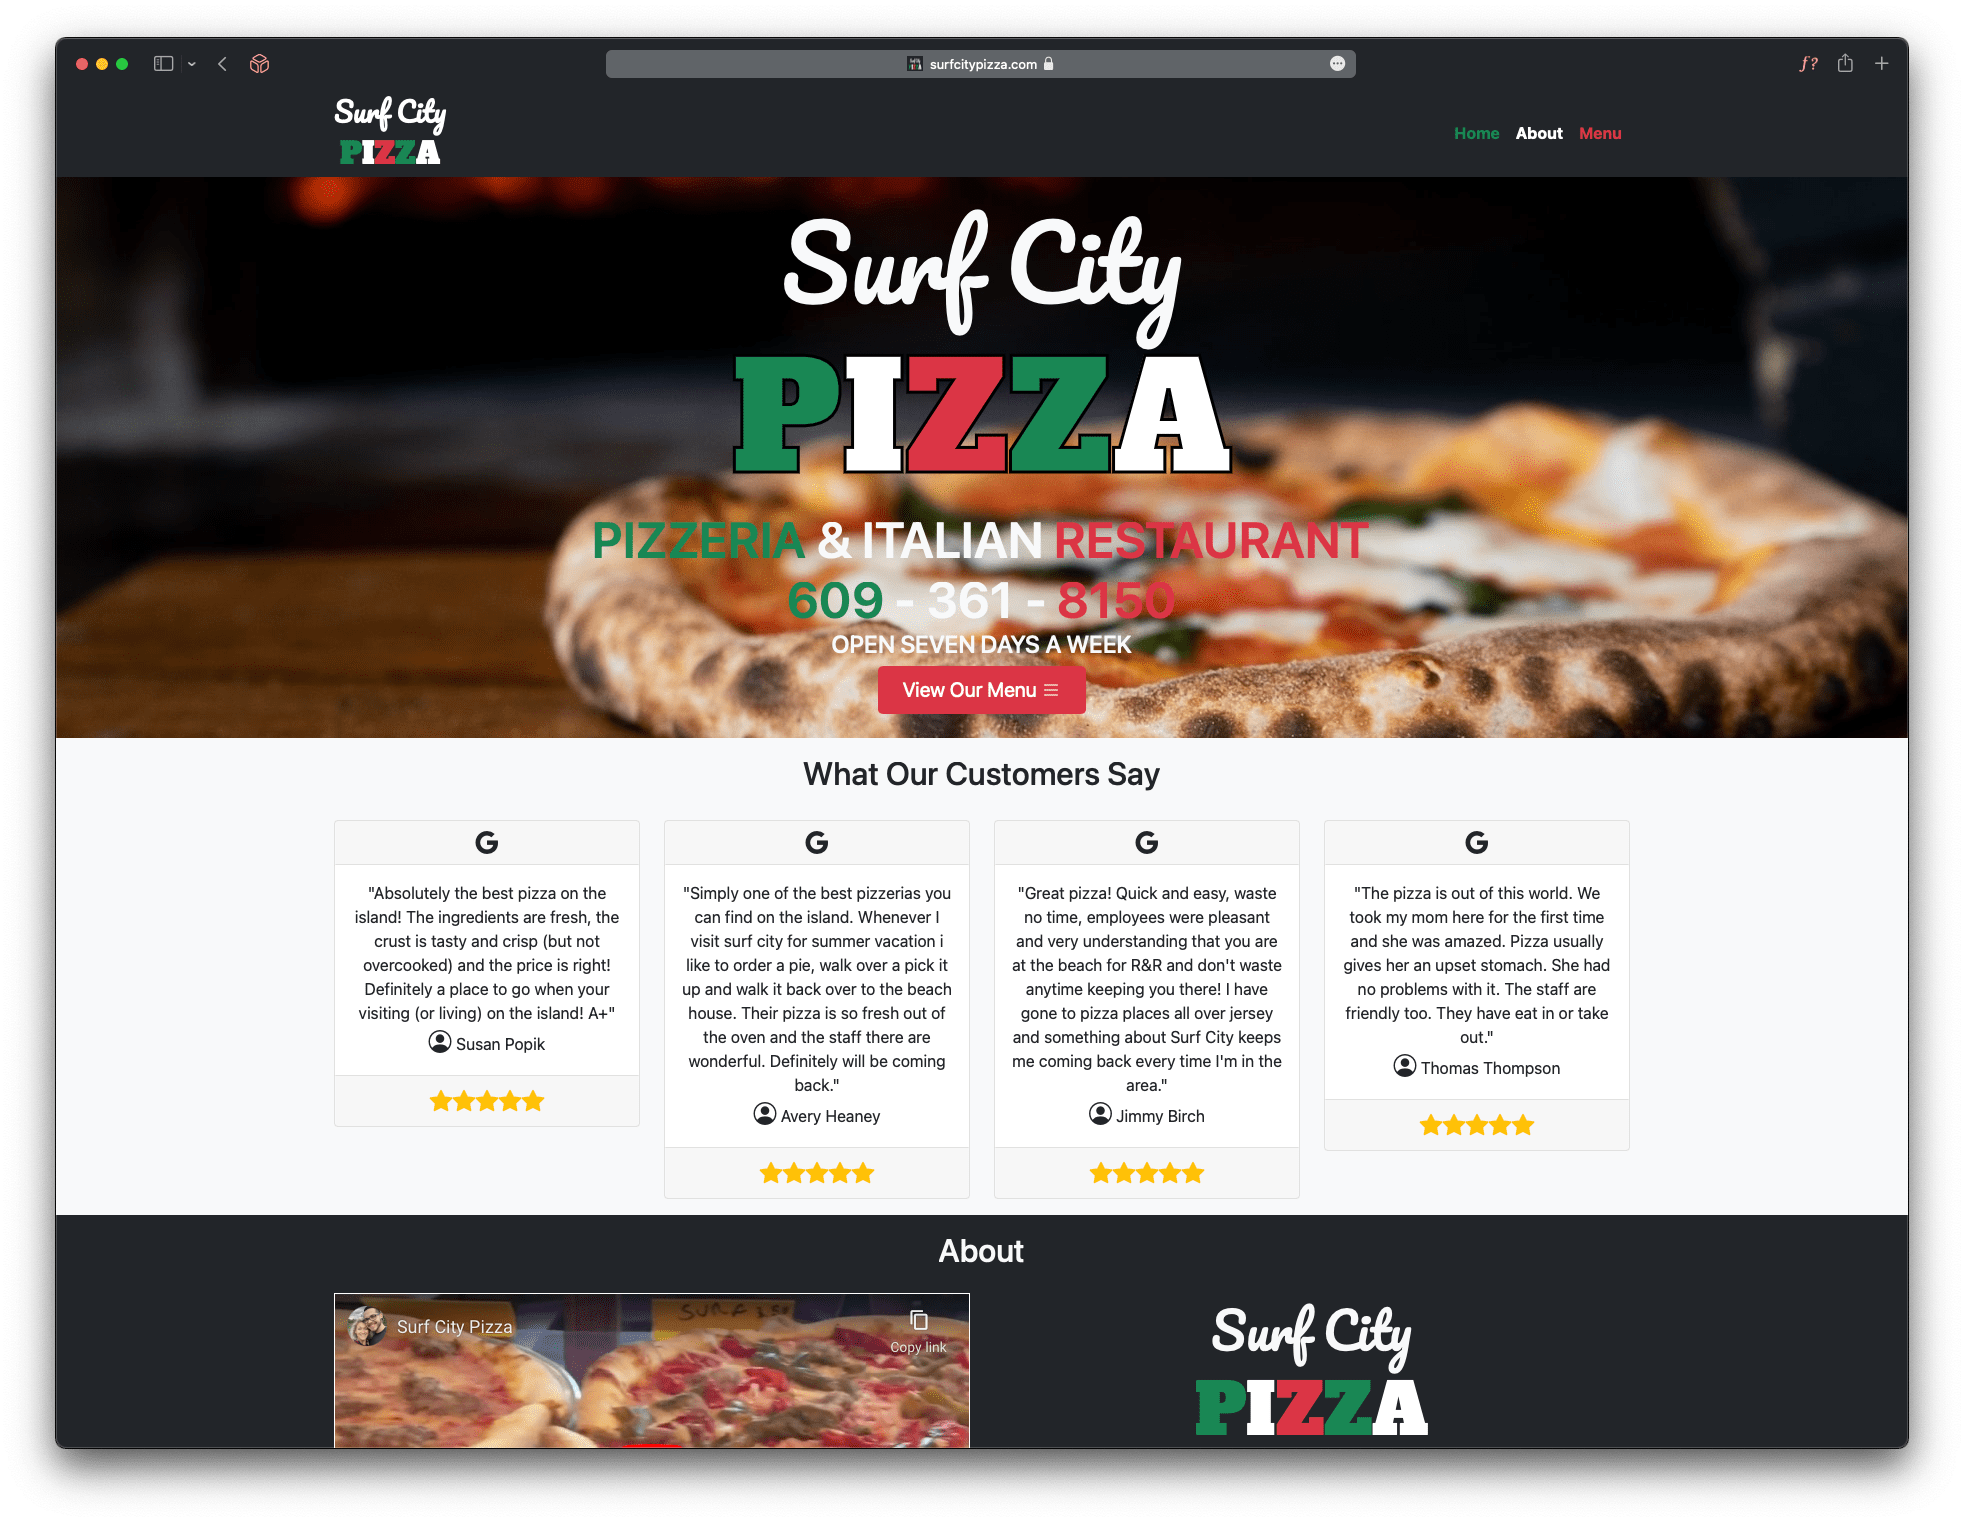 surfcitypizza.com
f?
Surf City
PIZZA
Home About Menu
Surf City
PIZZA
PIZZERIA & ITALIAN RESTAURANT
609 - 361 - 8150
OPEN SEVEN DAYS A WEEK
View Our Menu
What Our Customers Say
G
"Absolutely the best pizza on the
island! The ingredients are fresh, the
crust is tasty and crisp (but not
overcooked) and the price is right!
Definitely a place to go when your
visiting (or living) on the island! A+"
Susan Popik
G
"Simply one of the best pizzerias you
can find on the island. Whenever I
visit surf city for summer vacation i
like to order a pie, walk over a pick it
up and walk it back over to the beach
house. Their pizza is so fresh out of
the oven and the staff there are
wonderful. Definitely will be coming
back."
Avery Heaney
G
"Great pizza! Quick and easy, waste
no time, employees were pleasant
and very understanding that you are
at the beach for R&R and don't waste
anytime keeping you there! I have
gone to pizza places all over jersey
and something about Surf City keeps
me coming back every time I'm in the
area."
Jimmy Birch
G
"The pizza is out of this world. We
took my mom here for the first time
and she was amazed. Pizza usually
gives her an upset stomach. She had
no problems with it. The staff are
friendly too. They have eat in or take
out."
Thomas Thompson
About
Surf City Pizza
Copy link
SURF
Surf City
PIZZA